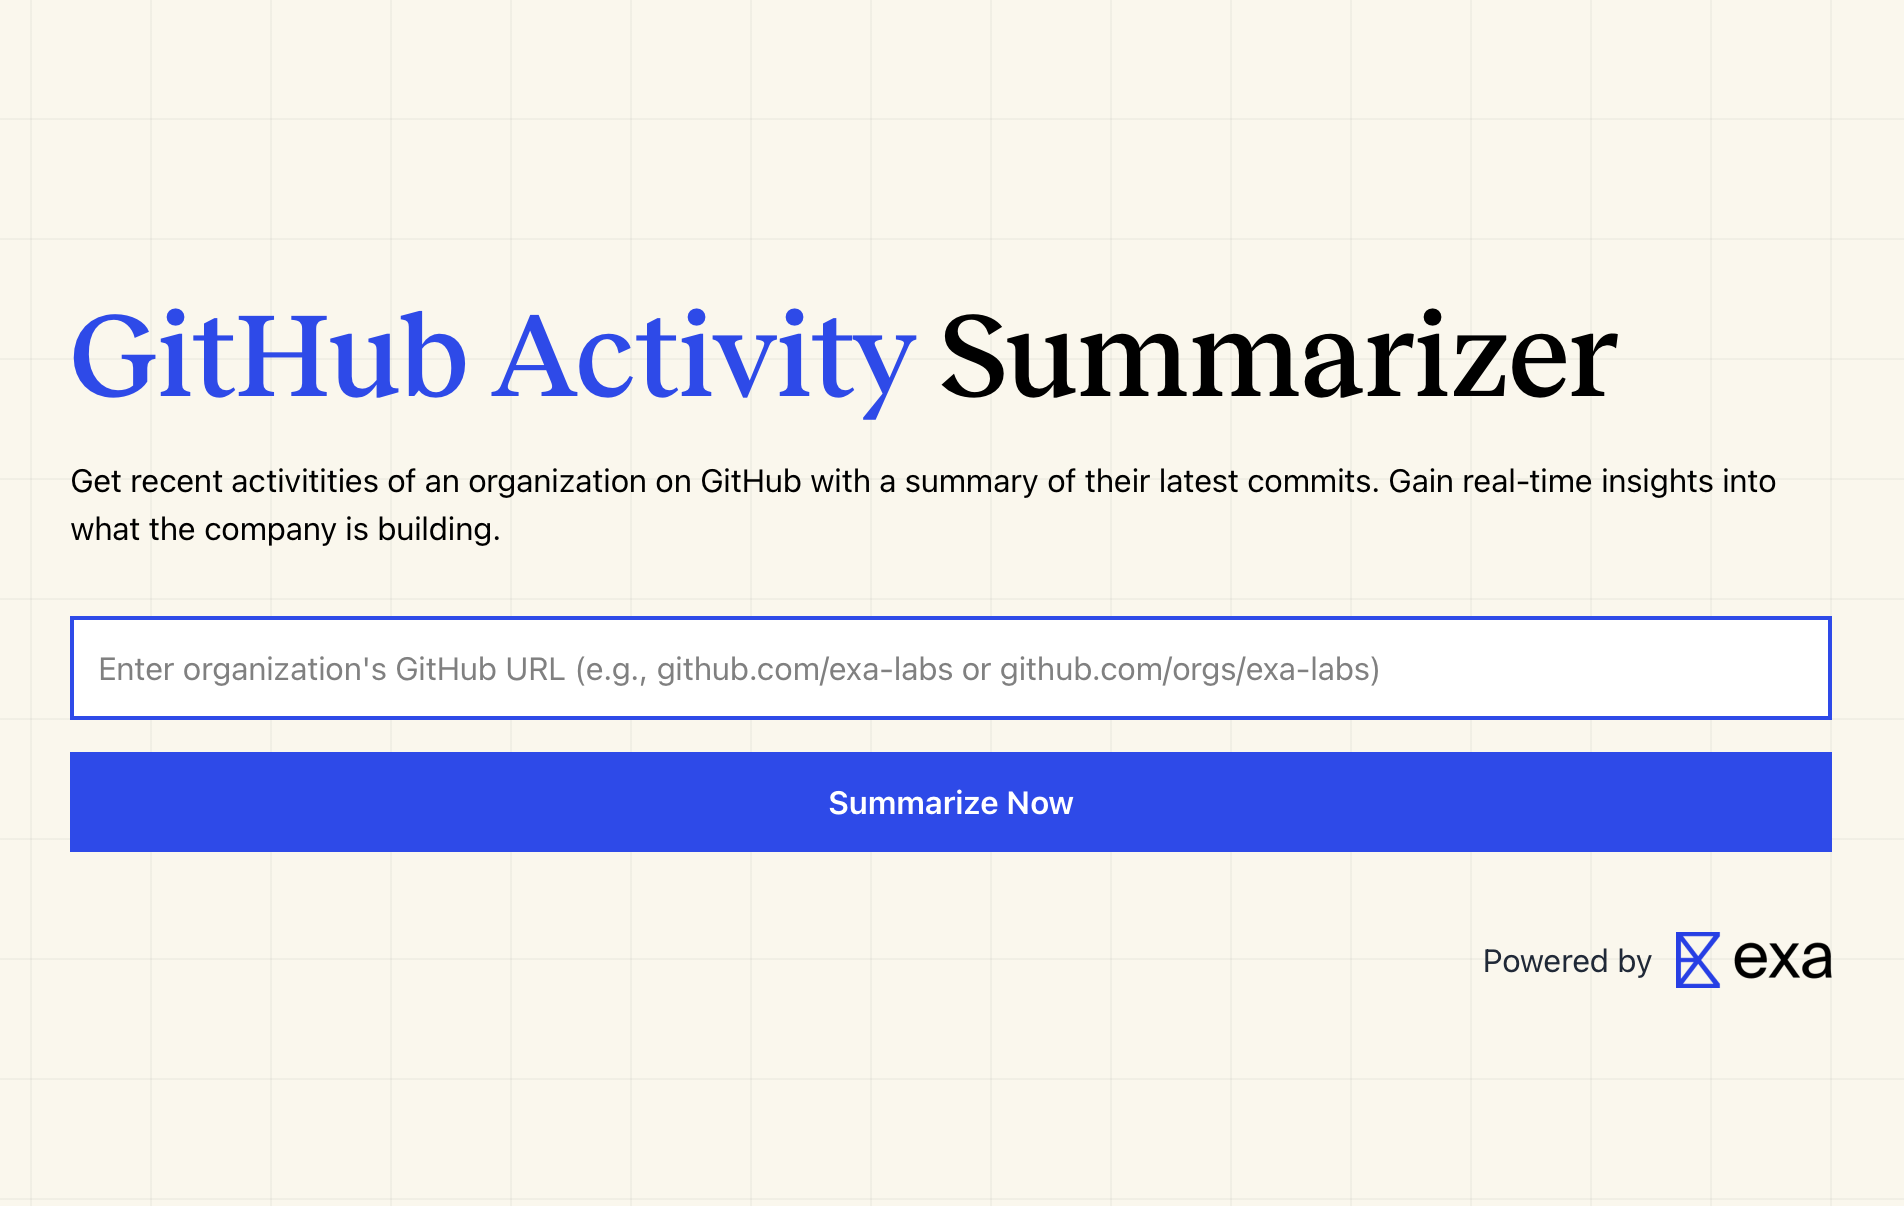 GitHub Activity Summarizer
Get recent activitities of an organization on GitHub with a summary of their latest commits. Gain real-time insights into
what the company is building.
Enter organization's GitHub URL (e.g., github.com/exa-labs or github.com/orgs/exa-labs)
Summarize Now
Powered by exa